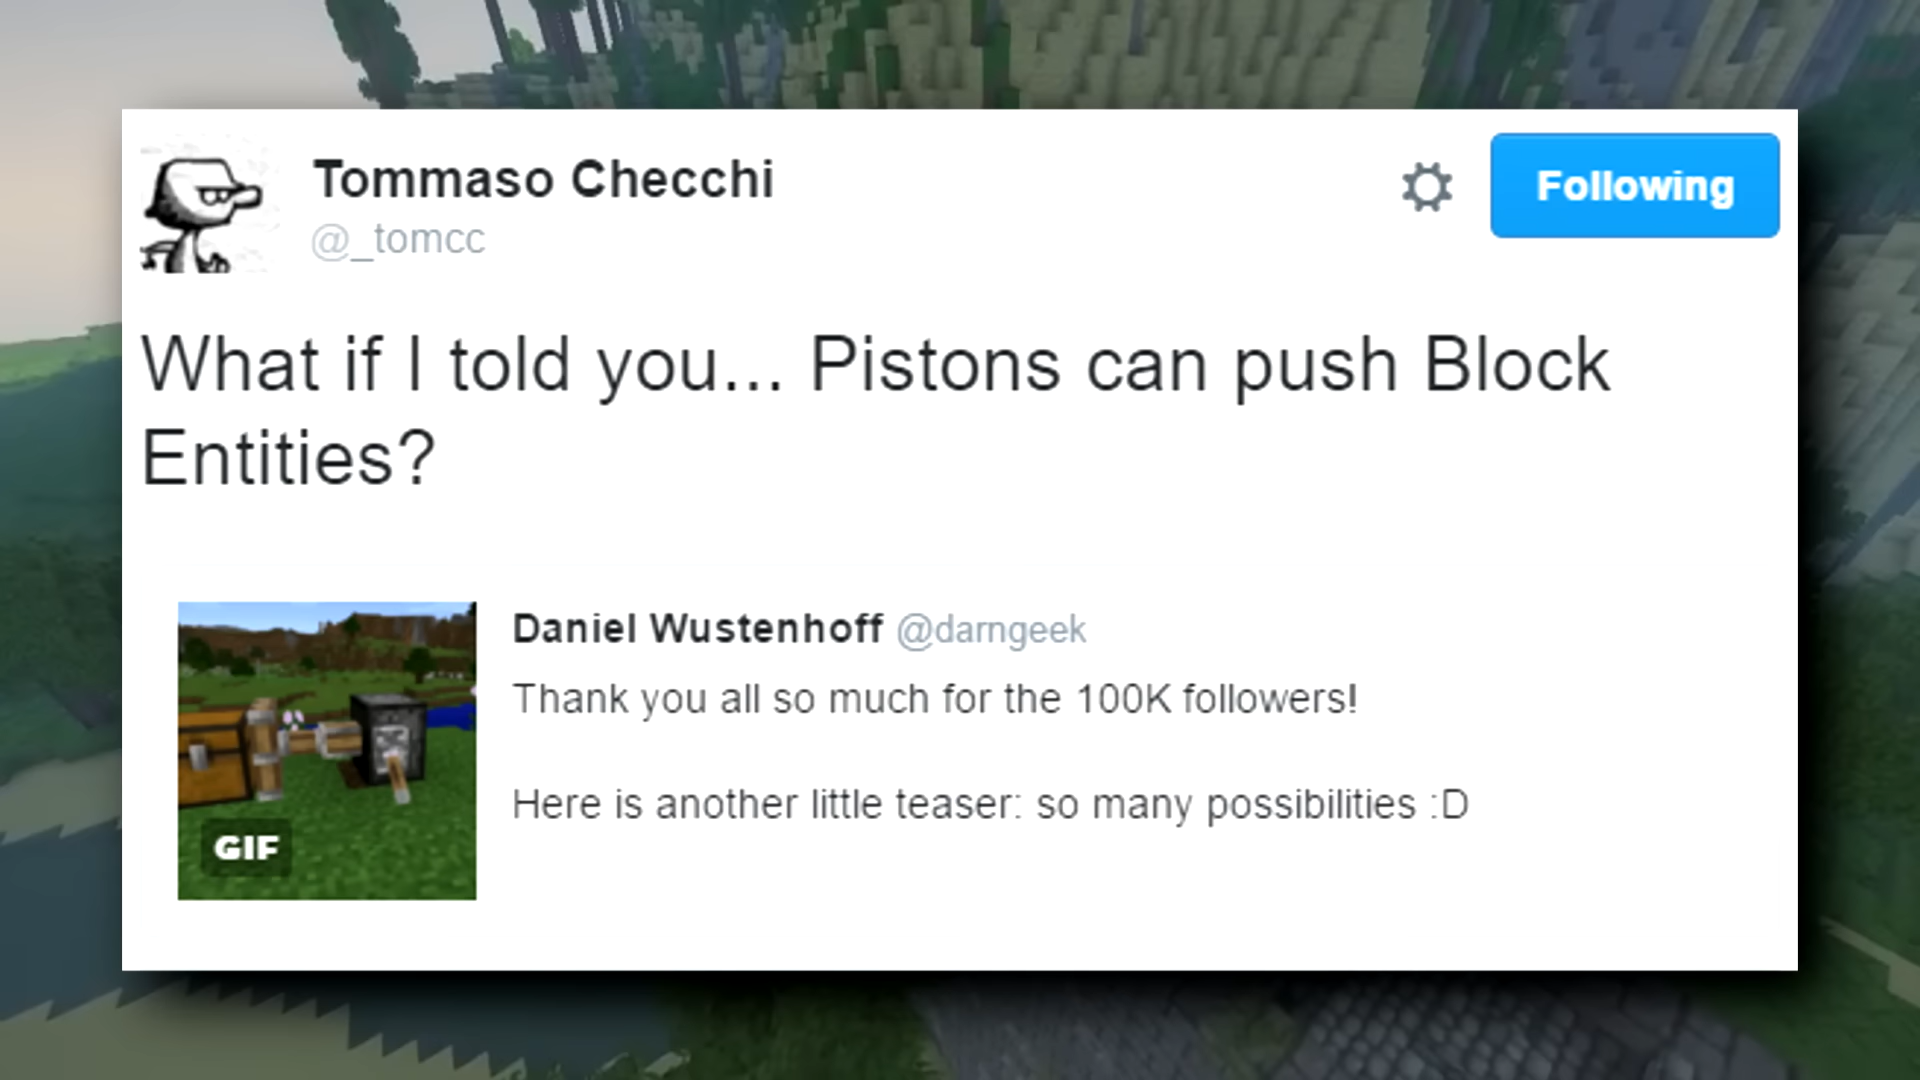 Tommaso Checchi
@_tomcc
Following
What if I told you... Pistons can push Block
Entities?
Daniel Wustenhoff @darngeek
Thank you all so much for the 100K followers!
Here is another little teaser: so many possibilities :D
GIF